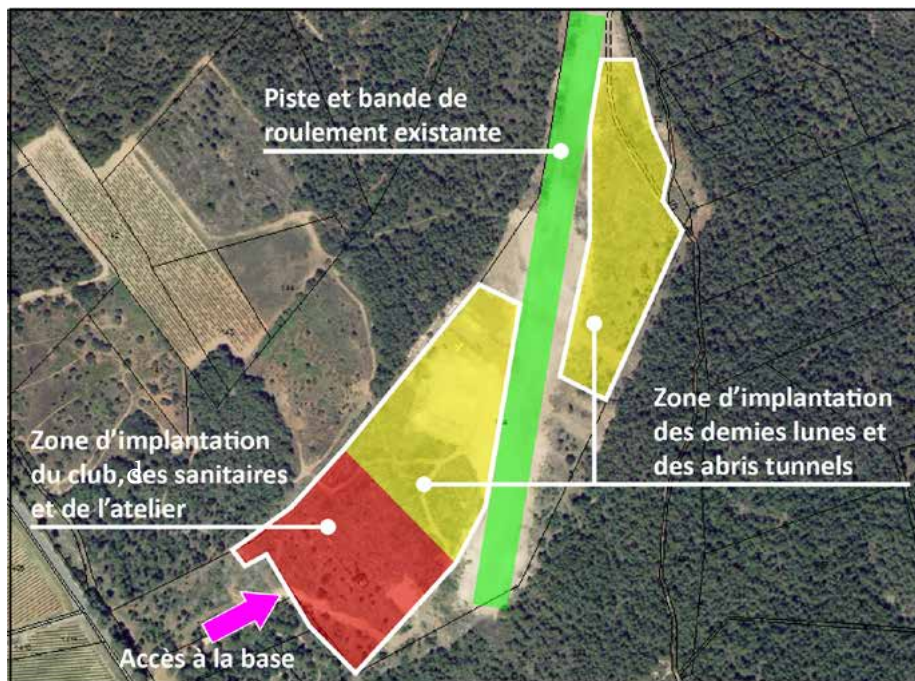 Piste et bande de
roulement existante
Zone d'implantation
des demies lunes et
des abris tunnels
Zone d'implantation
du club, des sanitaires
et de l'atelier
Accès à la base